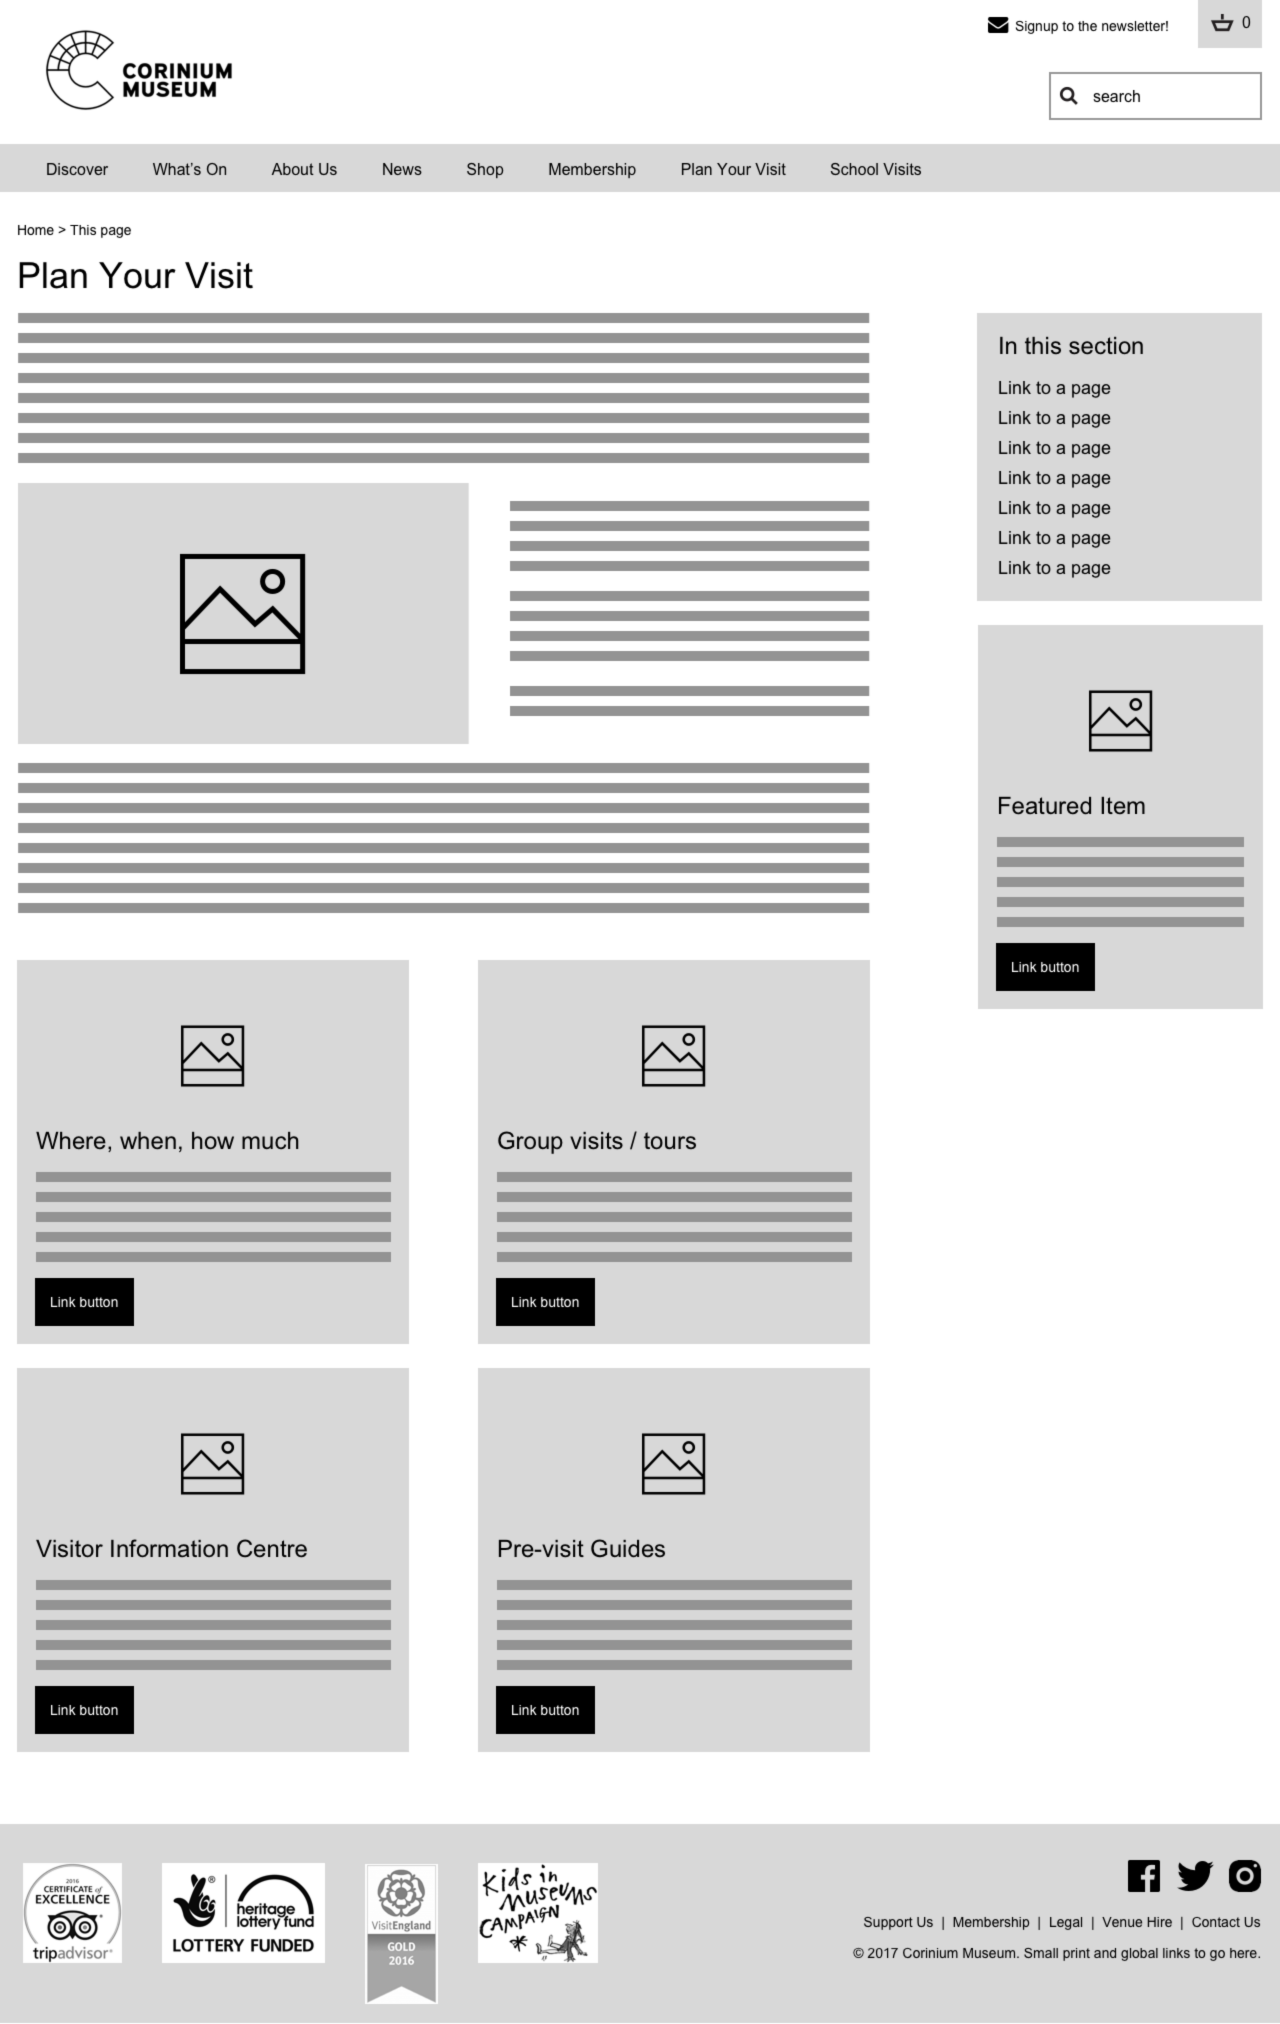 Signup to the newsletter!
0
CORINIUM
MUSEUM
search
Discover What's On About Us News Shop Membership Plan Your Visit School Visits
Home > This page
Plan Your Visit
In this section
Link to a page
Link to a page
Link to a page
Link to a page
Link to a page
Link to a page
Link to a page
Featured Item
Link button
Where, when, how much
Link button
Group visits / tours
Link button
Visitor Information Centre
Link button
Pre-visit Guides
Link button
2016
CERTIFICATE of
EXCELLENCE
tripadvisor®
®
heritage
lottery fund
LOTTERY FUNDED
VisitEngland
GOLD
2016
Kids in
Museums
CAMPAIGN
Support Us | Membership | Legal | Venue Hire | Contact Us
© 2017 Corinium Museum. Small print and global links to go here.